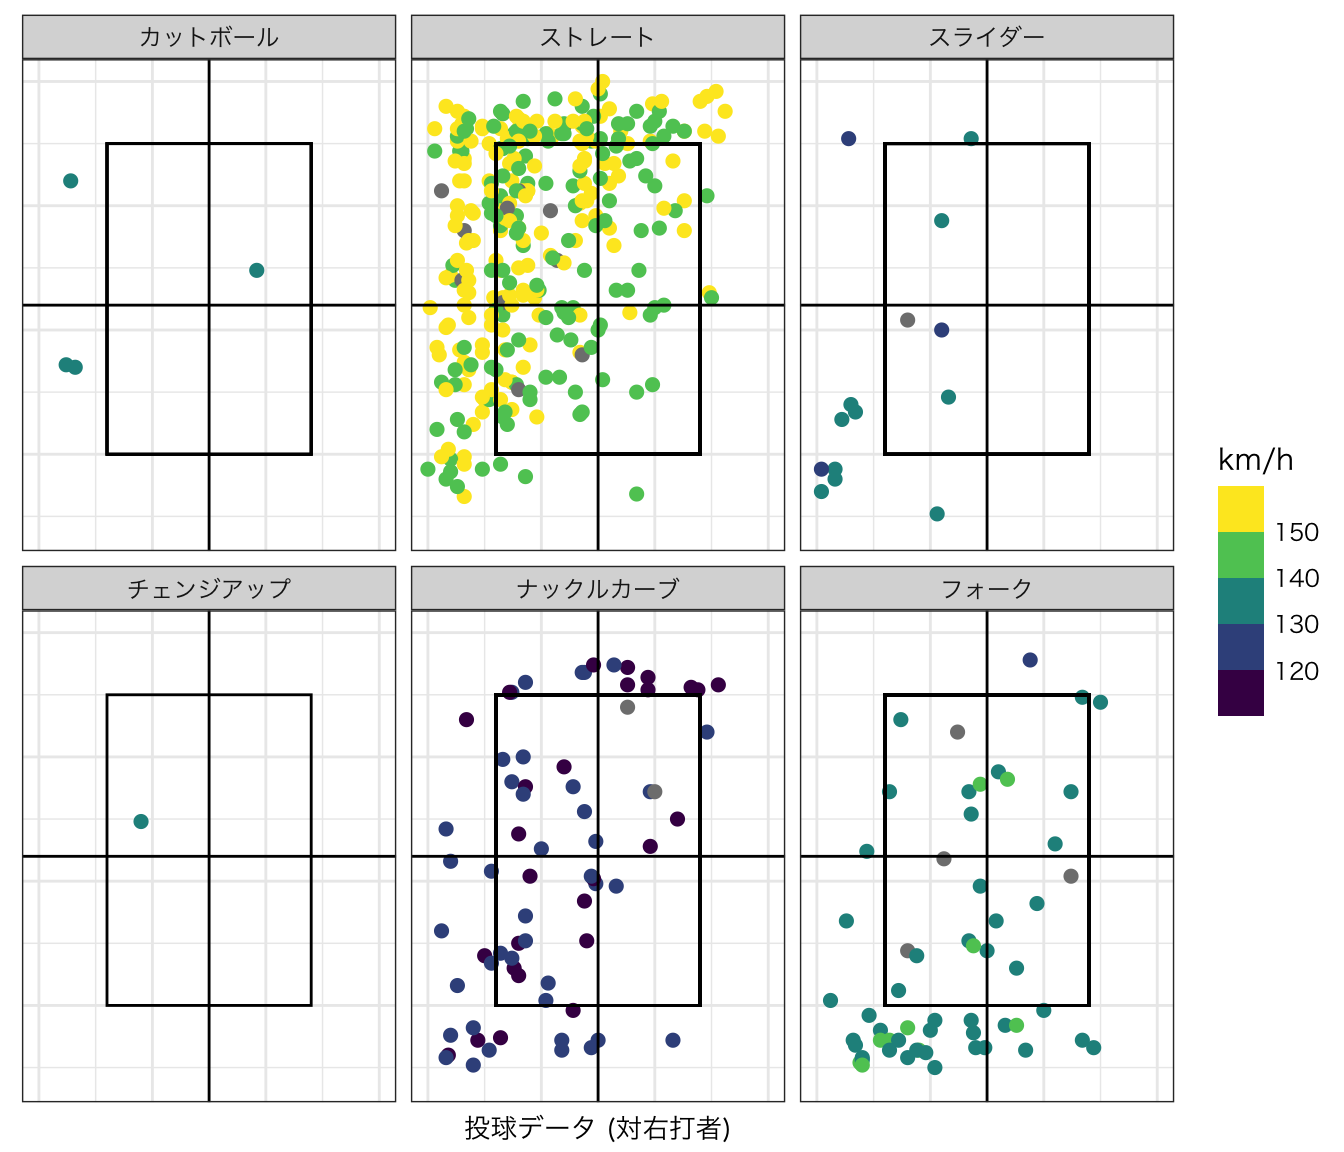 カットボール
ストレート
スライダー
チェンジアップ
ナックルカーブ
フォーク
km/h
150
140
130
120
投球データ (対右打者)